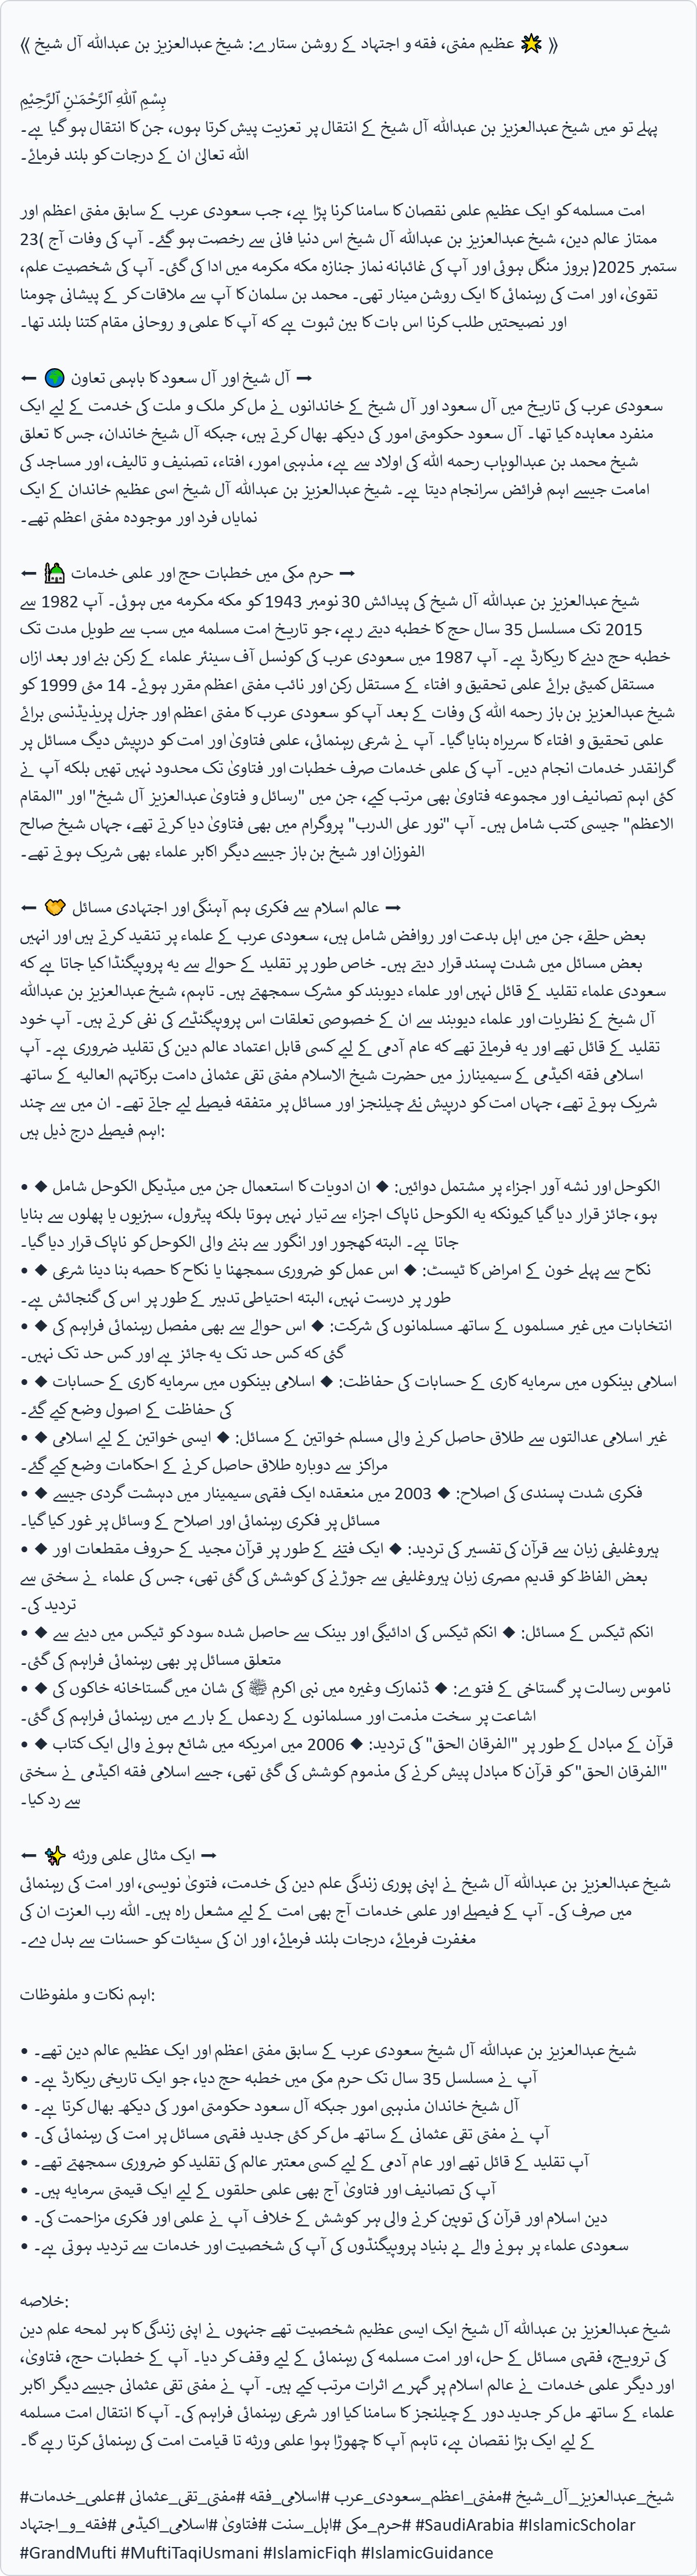 ⟪ 🌟 عظیم مفتی، فقہ و اجتہاد کے روشن ستارے: شیخ عبدالعزیز بن عبداللہ آل شیخ ⟫
بِسْمِ ٱللَّهِ ٱلرَّحْمَـٰنِ ٱلرَّحِيْمِ
پہلے تو میں شیخ عبدالعزیز بن عبداللہ آل شیخ کے انتقال پر تعزیت پیش کرتا ہوں، جن کا انتقال ہو گیا ہے۔
اللہ تعالیٰ ان کے درجات کو بلند فرمائے۔
امت مسلمہ کو ایک عظیم علمی نقصان کا سامنا کرنا پڑا ہے، جب سعودی عرب کے سابق مفتی اعظم اور
ممتاز عالم دین، شیخ عبدالعزیز بن عبداللہ آل شیخ اس دنیا فانی سے رخصت ہو گئے۔ آپ کی وفات آج (23
ستمبر 2025) بروز منگل ہوئی اور آپ کی غائبانہ نماز جنازہ مکہ مکرمہ میں ادا کی گئی۔ آپ کی شخصیت علم،
تقویٰ، اور امت کی رہنمائی کا ایک روشن مینار تھی۔ محمد بن سلمان کا آپ سے ملاقات کر کے پیشانی چومنا
اور نصیحتیں طلب کرنا اس بات کا بین ثبوت ہے کہ آپ کا علمی و روحانی مقام کتنا بلند تھا۔
← 🌍 آل شیخ اور آل سعود کا باہمی تعاون →
سعودی عرب کی تاریخ میں آل سعود اور آل شیخ کے خاندانوں نے مل کر ملک و ملت کی خدمت کے لیے ایک
منفرد معاہدہ کیا تھا۔ آل سعود حکومتی امور کی دیکھ بھال کرتے ہیں، جبکہ آل شیخ خاندان، جس کا تعلق
شیخ محمد بن عبدالوہاب رحمہ اللہ کی اولاد سے ہے، مذہبی امور، افتاء، تصنیف و تالیف، اور مساجد کی
امامت جیسے اہم فرائض سرانجام دیتا ہے۔ شیخ عبدالعزیز بن عبداللہ آل شیخ اسی عظیم خاندان کے ایک
نمایاں فرد اور موجودہ مفتی اعظم تھے۔
← 🕌 حرم مکی میں خطبات حج اور علمی خدمات →
شیخ عبدالعزیز بن عبداللہ آل شیخ کی پیدائش 30 نومبر 1943 کو مکہ مکرمہ میں ہوئی۔ آپ 1982 سے
2015 تک مسلسل 35 سال حج کا خطبہ دیتے رہے، جو تاریخ امت مسلمہ میں سب سے طویل مدت تک
خطبہ حج دینے کا ریکارڈ ہے۔ آپ 1987 میں سعودی عرب کی کونسل آف سینئر علماء کے رکن بنے اور بعد ازاں
مستقل کمیٹی برائے علمی تحقیق و افتاء کے مستقل رکن اور نائب مفتی اعظم مقرر ہوئے۔ 14 مئی 1999 کو
شیخ عبدالعزیز بن باز رحمہ اللہ کی وفات کے بعد آپ کو سعودی عرب کا مفتی اعظم اور جنرل پریذیڈنسی برائے
علمی تحقیق و افتاء کا سربراہ بنایا گیا۔ آپ نے شرعی رہنمائی، علمی فتاویٰ اور امت کو درپیش دیگ مسائل پر
گرانقدر خدمات انجام دیں۔ آپ کی علمی خدمات صرف خطبات اور فتاویٰ تک محدود نہیں تھیں بلکہ آپ نے
کئی اہم تصانیف اور مجموعہ فتاویٰ بھی مرتب کیے، جن میں "رسائل و فتاویٰ عبدالعزیز آل شیخ" اور "المقام
الاعظم" جیسی کتب شامل ہیں۔ آپ "نور علی الدرب" پروگرام میں بھی فتاویٰ دیا کرتے تھے، جہاں شیخ صالح
الفوزان اور شیخ بن باز جیسے دیگر اکابر علماء بھی شریک ہوتے تھے۔
← 🤝 عالم اسلام سے فکری ہم آہنگی اور اجتہادی مسائل →
بعض حلقے، جن میں اہل بدعت اور روافض شامل ہیں، سعودی عرب کے علماء پر تنقید کرتے ہیں اور انہیں
بعض مسائل میں شدت پسند قرار دیتے ہیں۔ خاص طور پر تقلید کے حوالے سے یہ پروپیگنڈا کیا جاتا ہے کہ
سعودی علماء تقلید کے قائل نہیں اور علماء دیوبند کو مشرک سمجھتے ہیں۔ تاہم، شیخ عبدالعزیز بن عبداللہ
آل شیخ کے نظریات اور علماء دیوبند سے ان کے خصوصی تعلقات اس پروپیگنڈے کی نفی کرتے ہیں۔ آپ خود
تقلید کے قائل تھے اور یہ فرماتے تھے کہ عام آدمی کے لیے کسی قابل اعتماد عالم دین کی تقلید ضروری ہے۔ آپ
اسلامی فقہ اکیڈمی کے سیمینارز میں حضرت شیخ الاسلام مفتی تقی عثمانی دامت برکاتہم العالیہ کے ساتھ
شریک ہوتے تھے، جہاں امت کو درپیش نئے چیلنجز اور مسائل پر متفقہ فیصلے لیے جاتے تھے۔ ان میں سے چند
اہم فیصلے درج ذیل ہیں:
• ◆ الکوحل اور نشہ آور اجزاء پر مشتمل دوائیں: ◆ ان ادویات کا استعمال جن میں میڈیکل الکوحل شامل
ہو، جائز قرار دیا گیا کیونکہ یہ الکوحل ناپاک اجزاء سے تیار نہیں ہوتا بلکہ پیٹرول، سبزیوں یا پھلوں سے بنایا
جاتا ہے۔ البتہ کھجور اور انگور سے بننے والی الکوحل کو ناپاک قرار دیا گیا۔
• ◆ نکاح سے پہلے خون کے امراض کا ٹیسٹ: ◆ اس عمل کو ضروری سمجھنا یا نکاح کا حصہ بنا دینا شرعی
طور پر درست نہیں، البتہ احتیاطی تدبیر کے طور پر اس کی گنجائش ہے۔
• ◆ انتخابات میں غیر مسلموں کے ساتھ مسلمانوں کی شرکت: ◆ اس حوالے سے بھی مفصل رہنمائی فراہم کی
گئی کہ کس حد تک یہ جائز ہے اور کس حد تک نہیں۔
• ◆ اسلامی بینکوں میں سرمایہ کاری کے حسابات کی حفاظت: ◆ اسلامی بینکوں میں سرمایہ کاری کے حسابات
کی حفاظت کے اصول وضع کیے گئے۔
• ◆ غیر اسلامی عدالتوں سے طلاق حاصل کرنے والی مسلم خواتین کے مسائل: ◆ ایسی خواتین کے لیے اسلامی
مراکز سے دوبارہ طلاق حاصل کرنے کے احکامات وضع کیے گئے۔
• ◆ فکری شدت پسندی کی اصلاح: ◆ 2003 میں منعقدہ ایک فقہی سیمینار میں دہشت گردی جیسے
مسائل پر فکری رہنمائی اور اصلاح کے وسائل پر غور کیا گیا۔
• ◆ ہیروغلیفی زبان سے قرآن کی تفسیر کی تردید: ◆ ایک فتنے کے طور پر قرآن مجید کے حروف مقطعات اور
بعض الفاظ کو قدیم مصری زبان ہیروغلیفی سے جوڑنے کی کوشش کی گئی تھی، جس کی علماء نے سختی سے
تردید کی۔
• ◆ انکم ٹیکس کے مسائل: ◆ انکم ٹیکس کی ادائیگی اور بینک سے حاصل شدہ سود کو ٹیکس میں دینے سے
متعلق مسائل پر بھی رہنمائی فراہم کی گئی۔
• ◆ ناموس رسالت پر گستاخی کے فتوے: ◆ ڈنمارک وغیرہ میں نبی اکرم ﷺ کی شان میں گستاخانہ خاکوں کی
اشاعت پر سخت مذمت اور مسلمانوں کے ردعمل کے بارے میں رہنمائی فراہم کی گئی۔
• ◆ قرآن کے مبادل کے طور پر "الفرقان الحق" کی تردید: ◆ 2006 میں امریکہ میں شائع ہونے والی ایک کتاب
"الفرقان الحق" کو قرآن کا مبادل پیش کرنے کی مذموم کوشش کی گئی تھی، جسے اسلامی فقہ اکیڈمی نے سختی
سے رد کیا۔
← ✨ ایک مثالی علمی ورثہ →
شیخ عبدالعزیز بن عبداللہ آل شیخ نے اپنی پوری زندگی علم دین کی خدمت، فتویٰ نویسی، اور امت کی رہنمائی
میں صرف کی۔ آپ کے فیصلے اور علمی خدمات آج بھی امت کے لیے مشعل راہ ہیں۔ اللہ رب العزت ان کی
مغفرت فرمائے، درجات بلند فرمائے، اور ان کی سیئات کو حسنات سے بدل دے۔
اہم نکات و ملفوظات:
• شیخ عبدالعزیز بن عبداللہ آل شیخ سعودی عرب کے سابق مفتی اعظم اور ایک عظیم عالم دین تھے۔
• آپ نے مسلسل 35 سال تک حرم مکی میں خطبہ حج دیا، جو ایک تاریخی ریکارڈ ہے۔
• آل شیخ خاندان مذہبی امور جبکہ آل سعود حکومتی امور کی دیکھ بھال کرتا ہے۔
• آپ نے مفتی تقی عثمانی کے ساتھ مل کر کئی جدید فقہی مسائل پر امت کی رہنمائی کی۔
• آپ تقلید کے قائل تھے اور عام آدمی کے لیے کسی معتبر عالم کی تقلید کو ضروری سمجھتے تھے۔
• آپ کی تصانیف اور فتاویٰ آج بھی علمی حلقوں کے لیے ایک قیمتی سرمایہ ہیں۔
• دین اسلام اور قرآن کی توہین کرنے والی ہر کوشش کے خلاف آپ نے علمی اور فکری مزاحمت کی۔
• سعودی علماء پر ہونے والے بے بنیاد پروپیگنڈوں کی آپ کی شخصیت اور خدمات سے تردید ہوتی ہے۔
خلاصہ:
شیخ عبدالعزیز بن عبداللہ آل شیخ ایک ایسی عظیم شخصیت تھے جنہوں نے اپنی زندگی کا ہر لمحہ علم دین
کی ترویج، فقہی مسائل کے حل، اور امت مسلمہ کی رہنمائی کے لیے وقف کر دیا۔ آپ کے خطبات حج، فتاویٰ،
اور دیگر علمی خدمات نے عالم اسلام پر گہرے اثرات مرتب کیے ہیں۔ آپ نے مفتی تقی عثمانی جیسے دیگر اکابر
علماء کے ساتھ مل کر جدید دور کے چیلنجز کا سامنا کیا اور شرعی رہنمائی فراہم کی۔ آپ کا انتقال امت مسلمہ
کے لیے ایک بڑا نقصان ہے، تاہم آپ کا چھوڑا ہوا علمی ورثہ تا قیامت امت کی رہنمائی کرتا رہے گا۔
#شیخ_عبدالعزیز_آل_شیخ #مفتی_اعظم_سعودی_عرب #اسلامی_فقہ #مفتی_تقی_عثمانی #علمی_خدمات
#حرم_مکی #اہل_سنت #فتاویٰ #اسلامی_اکیڈمی #فقہ_و_اجتہاد #SaudiArabia #IslamicScholar
#GrandMufti #MuftiTaqiUsmani #IslamicFiqh #IslamicGuidance